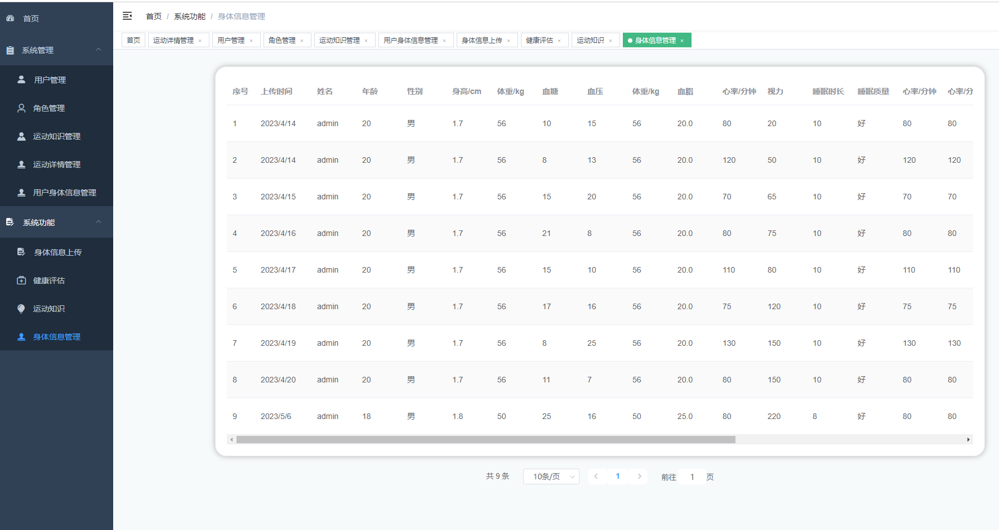 首页
系统管理
用户管理
角色管理
运动知识管理
运动详情管理
用户身体信息管理
系统功能
身体信息上传
健康评估
运动知识
身体信息管理
首页 / 系统功能 / 身体信息管理
首页 运动详情管理 × 用户管理 × 角色管理 × 运动知识管理 × 用户身体信息管理 × 身体信息上传 × 健康评估 × 运动知识 × 身体信息管理 ×
序号 上传时间 姓名 年龄 性别 身高/cm 体重/kg 血糖 血压 体重/kg 血脂 心率/分钟 视力 睡眠时长 睡眠质量 心率/分钟 心率/分
1 2023/4/14 admin 20 男 1.7 56 10 15 56 20.0 80 20 10 好 80 80
2 2023/4/14 admin 20 男 1.7 56 8 13 56 20.0 120 50 10 好 120 120
3 2023/4/15 admin 20 男 1.7 56 15 20 56 20.0 70 65 10 好 70 70
4 2023/4/16 admin 20 男 1.7 56 21 8 56 20.0 80 75 10 好 80 80
5 2023/4/17 admin 20 男 1.7 56 15 10 56 20.0 110 80 10 好 110 110
6 2023/4/18 admin 20 男 1.7 56 17 16 56 20.0 75 120 10 好 75 75
7 2023/4/19 admin 20 男 1.7 56 8 25 56 20.0 130 150 10 好 130 130
8 2023/4/20 admin 20 男 1.7 56 11 7 56 20.0 80 150 10 好 80 80
9 2023/5/6 admin 18 男 1.8 50 25 16 50 25.0 80 220 8 好 80 80
共 9 条 10条/页 1 前往 1 页